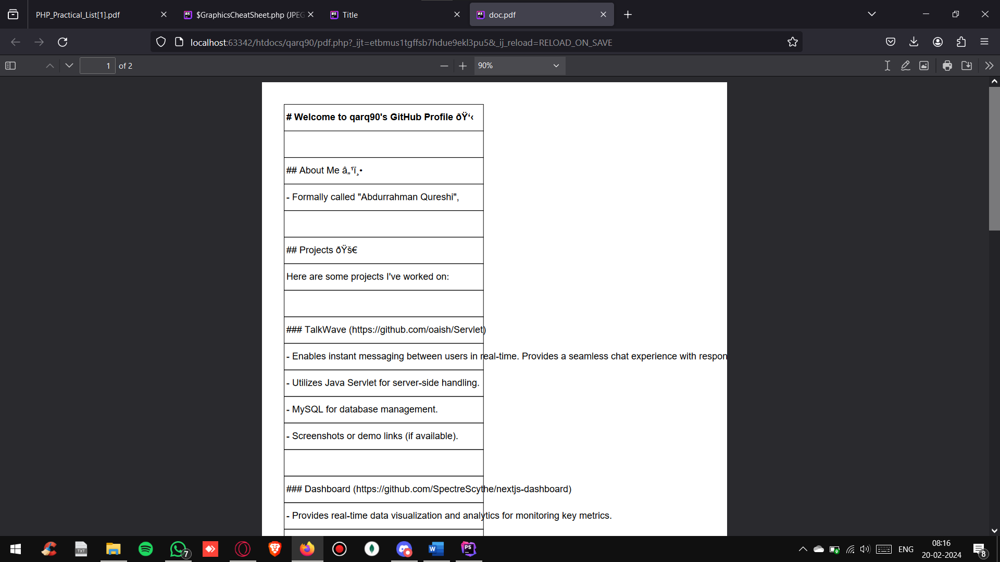 PHP_Practical_List[1].pdf
$GraphicsCheatSheet.php (JPEG
Title
doc.pdf
localhost:63342/htdocs/qarq90/pdf.php?_ijt=etbmus1tgffsb7hdue9ekl3pu5&_ij_reload=RELOAD_ON_SAVE
1 of 2
90%
# Welcome to qarq90's GitHub Profile ðŸ‘‹
## About Me â„¹ï¸•
- Formally called "Abdurrahman Qureshi",
## Projects ðŸš€
Here are some projects I've worked on:
### TalkWave (https://github.com/oaish/Servlet)
- Enables instant messaging between users in real-time. Provides a seamless chat experience with respon
- Utilizes Java Servlet for server-side handling.
- MySQL for database management.
- Screenshots or demo links (if available).
### Dashboard (https://github.com/SpectreScythe/nextjs-dashboard)
- Provides real-time data visualization and analytics for monitoring key metrics.
TXT
7
W
PS
ENG
08:16
20-02-2024
8